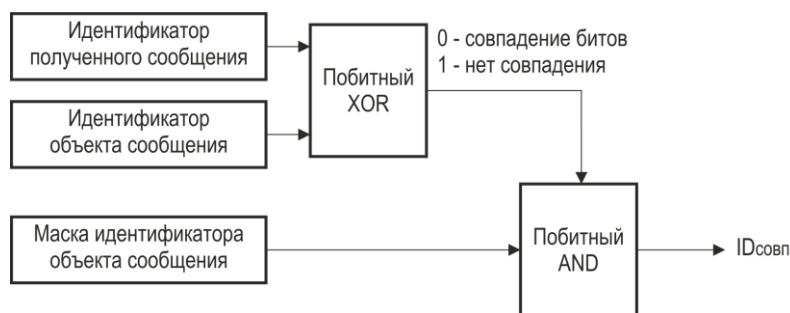 Идентификатор
полученного сообщения
Идентификатор
объекта сообщения
Маска идентификатора
объекта сообщения
Побитный
XOR
0 - совпадение битов
1 - нет совпадения
Побитный
AND
IDсовп